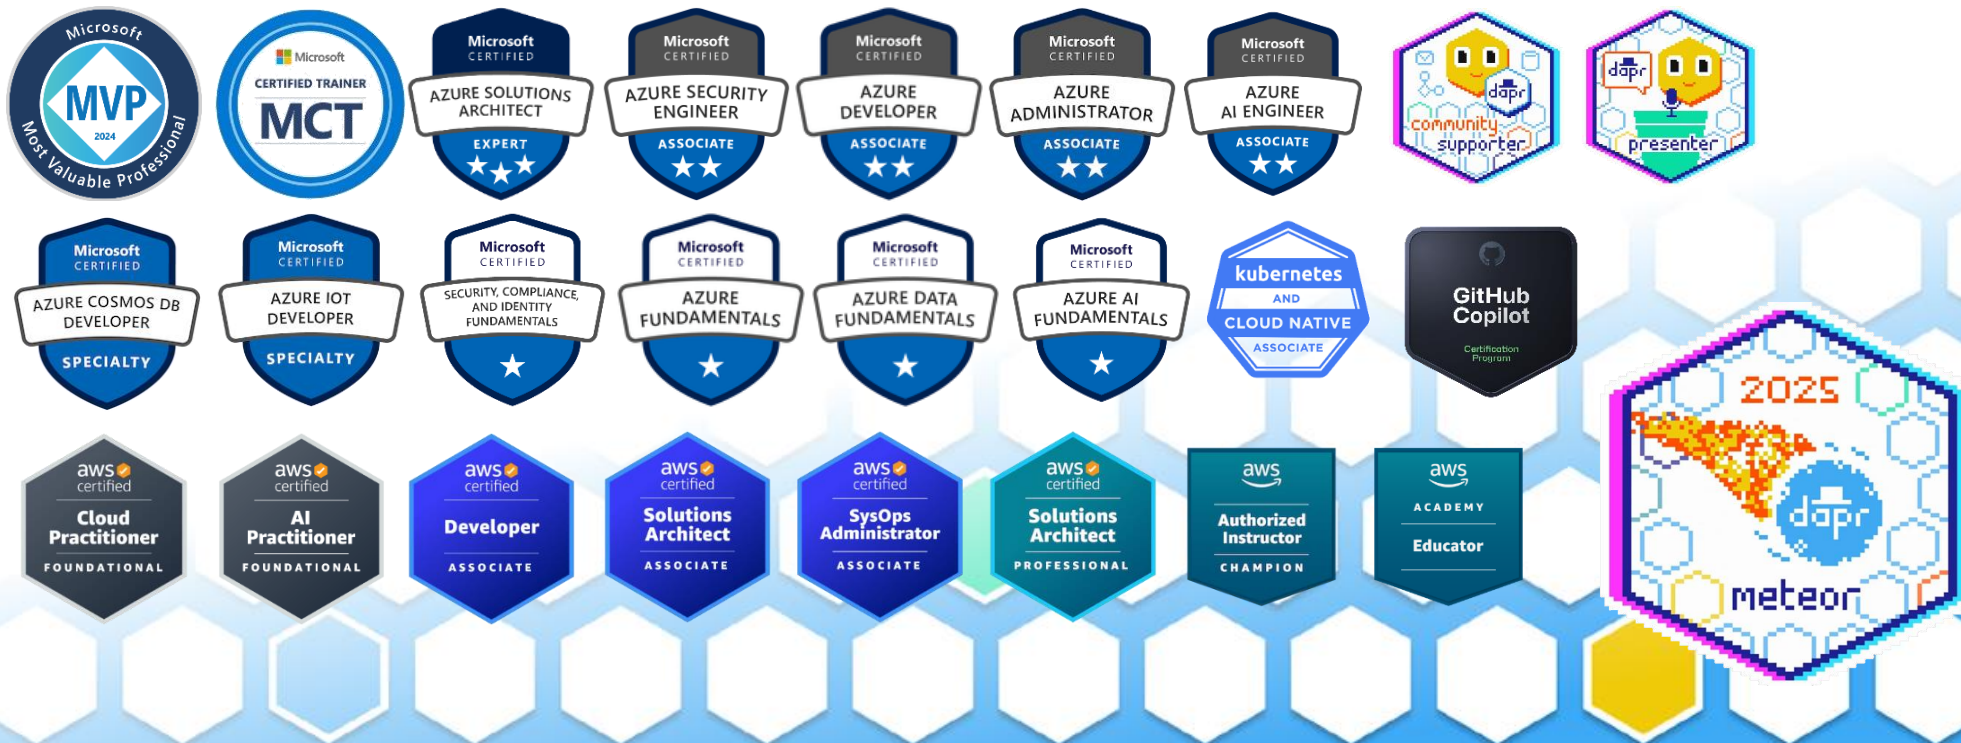 Microsoft
MVP
2024
Most Valuable Professional
Microsoft
CERTIFIED TRAINER
MCT
Microsoft
CERTIFIED
AZURE SOLUTIONS
ARCHITECT
EXPERT
Microsoft
CERTIFIED
AZURE SECURITY
ENGINEER
ASSOCIATE
Microsoft
CERTIFIED
AZURE
DEVELOPER
ASSOCIATE
Microsoft
CERTIFIED
AZURE
ADMINISTRATOR
ASSOCIATE
Microsoft
CERTIFIED
AZURE
AI ENGINEER
ASSOCIATE
dapr
community
supporter
dapr
presenter
Microsoft
CERTIFIED
AZURE COSMOS DB
DEVELOPER
SPECIALTY
Microsoft
CERTIFIED
AZURE IOT
DEVELOPER
SPECIALTY
Microsoft
CERTIFIED
SECURITY, COMPLIANCE,
AND IDENTITY
FUNDAMENTALS
Microsoft
CERTIFIED
AZURE
FUNDAMENTALS
Microsoft
CERTIFIED
AZURE DATA
FUNDAMENTALS
Microsoft
CERTIFIED
AZURE AI
FUNDAMENTALS
kubernetes
AND
CLOUD NATIVE
ASSOCIATE
GitHub
Copilot
Certification
Program
2025
dapr
meteor
aws
certified
Cloud
Practitioner
FOUNDATIONAL
aws
certified
AI
Practitioner
FOUNDATIONAL
aws
certified
Developer
ASSOCIATE
aws
certified
Solutions
Architect
ASSOCIATE
aws
certified
SysOps
Administrator
ASSOCIATE
aws
certified
Solutions
Architect
PROFESSIONAL
aws
Authorized
Instructor
CHAMPION
aws
ACADEMY
Educator